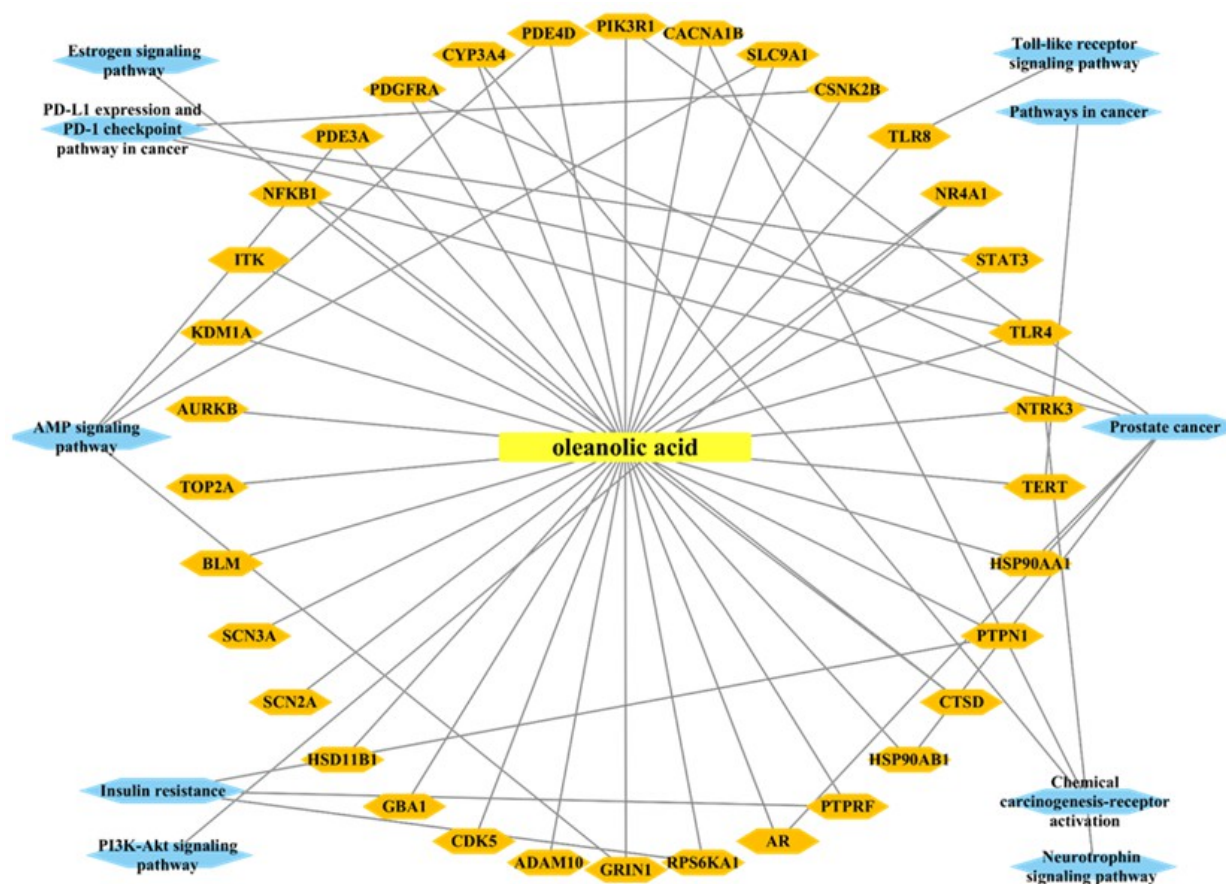 PIK3R1
PDE4D
CACNA1B
CYP3A4
SLC9A1
Estrogen signaling
pathway
Toll-like receptor
signaling pathway
PDGFRA
CSNK2B
PD-L1 expression and
PD-1 checkpoint
pathway in cancer
Pathways in cancer
PDE3A
TLR8
NFKB1
NR4A1
ITK
STAT3
KDM1A
TLR4
AURKB
NTRK3
AMP signaling
pathway
Prostate cancer
oleanolic acid
TOP2A
TERT
BLM
HSP90AA1
SCN3A
PTPN1
SCN2A
CTSD
HSD11B1
HSP90AB1
Insulin resistance
GBA1
PTPRF
Chemical
carcinogenesis-receptor
activation
CDK5
AR
PI3K-Akt signaling
pathway
ADAM10
GRIN1
RPS6KA1
Neurotrophin
signaling pathway